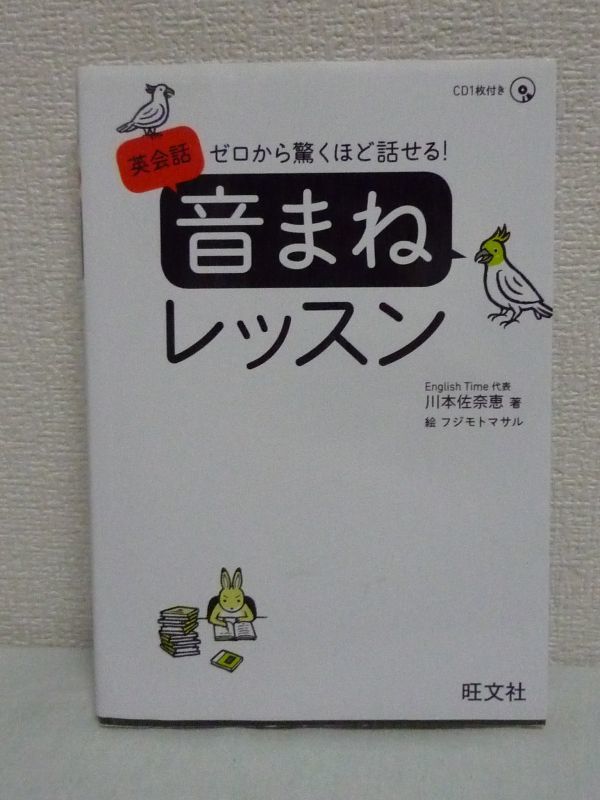 CD1枚付き
英会話
ゼロから驚くほど話せる!
音まね
レッスン
English Time 代表
川本佐奈恵 著
絵 フジモトマサル
旺文社